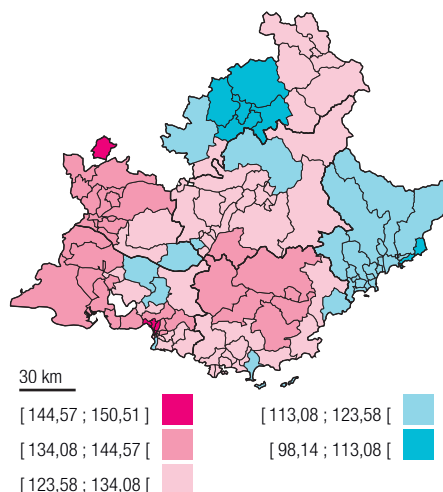 30 km
[ 144,57 ; 150,51 ]
[ 134,08 ; 144,57 [
[ 123,58 ; 134,08 [
[ 113,08 ; 123,58 [
[ 98,14 ; 113,08 [